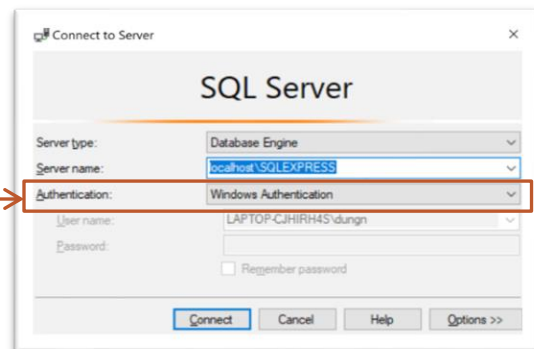 Connect to Server
SQL Server
Server type: Database Engine
Server name: localhost\SQLEXPRESS
Authentication: Windows Authentication
User name: LAPTOP-CJHIRH4S\dungn
Password:
Remember password
Connect Cancel Help Options >>